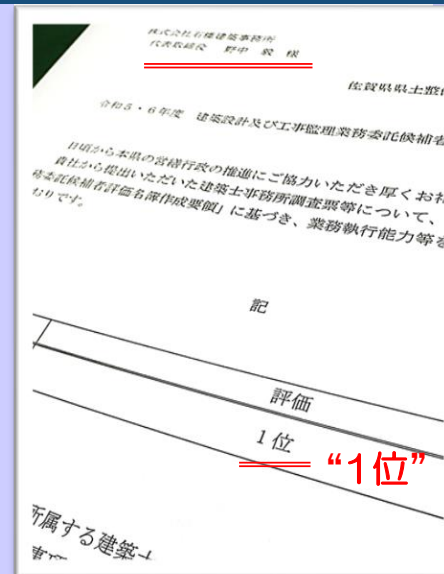 株式会社石橋建築事務所
代表取締役 野中 毅 様
佐賀県県土整
令和5・6年度 建築設計及び工事監理業務委託候補者
日頃から本県の営繕行政の推進にご協力いただき厚くお礼
貴社から提出いただいた建築士事務所調査票等について、
務委託候補者評価名簿作成要領」に基づき、業務執行能力等を
おりです。
記
評価
1位
“1位”
所属する建築士